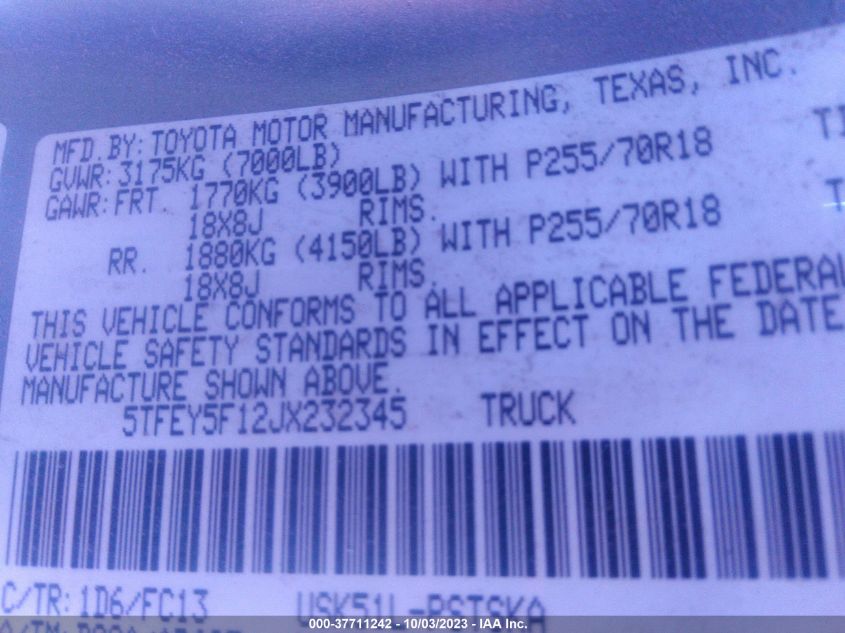 MFD.BY: TOYOTA MOTOR MANUFACTURING, TEXAS, INC.
GVWR: 3175KG (7000LB)
GAWR: FRT. 1770KG (3900LB) WITH P255/70R18
18X8J RIMS.
RR. 1880KG (4150LB) WITH P255/70R18
18X8J RIMS.
THIS VEHICLE CONFORMS TO ALL APPLICABLE FEDERAL
VEHICLE SAFETY STANDARDS IN EFFECT ON THE DATE
MANUFACTURE SHOWN ABOVE.
5TFEY5F12JX232345 TRUCK
C/TR: 1D6/FC13 USK51L-PSTSKA
000-37711242 - 10/03/2023 - IAA Inc.